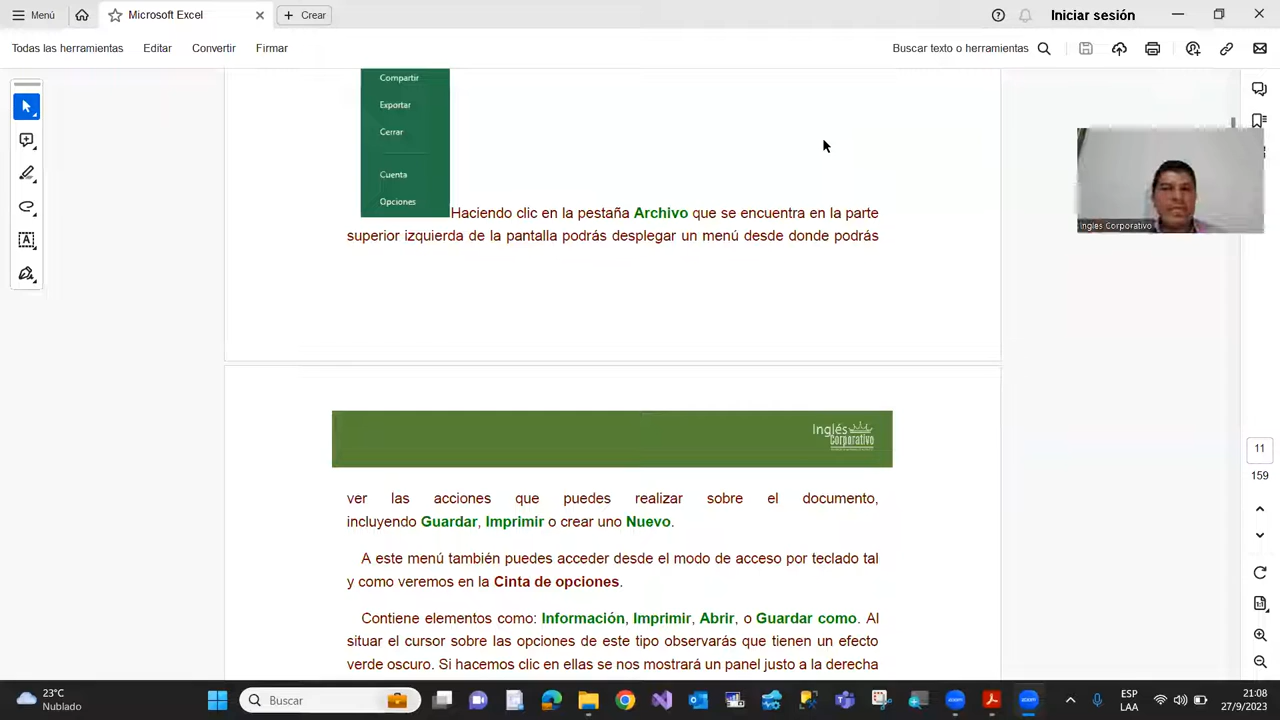 Menú
Microsoft Excel
Crear
Iniciar sesión
Todas las herramientas
Editar
Convertir
Firmar
Buscar texto o herramientas
Compartir
Exportar
Cerrar
Cuenta
Opciones
Haciendo clic en la pestaña Archivo que se encuentra en la parte
superior izquierda de la pantalla podrás desplegar un menú desde donde podrás
Inglés Corporativo
Inglés
corporativo
ver las acciones que puedes realizar sobre el documento,
incluyendo Guardar, Imprimir o crear uno Nuevo.
A este menú también puedes acceder desde el modo de acceso por teclado tal
y como veremos en la Cinta de opciones.
Contiene elementos como: Información, Imprimir, Abrir, o Guardar como. Al
situar el cursor sobre las opciones de este tipo observarás que tienen un efecto
verde oscuro. Si hacemos clic en ellas se nos mostrará un panel justo a la derecha
11
159
23°C
Nublado
Buscar
ESP
LAA
21:08
27/9/2023